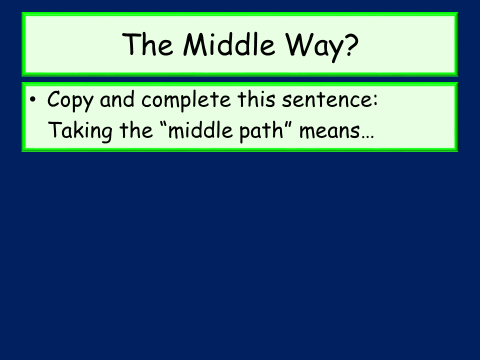 The Middle Way?
• Copy and complete this sentence:
Taking the “middle path” means…